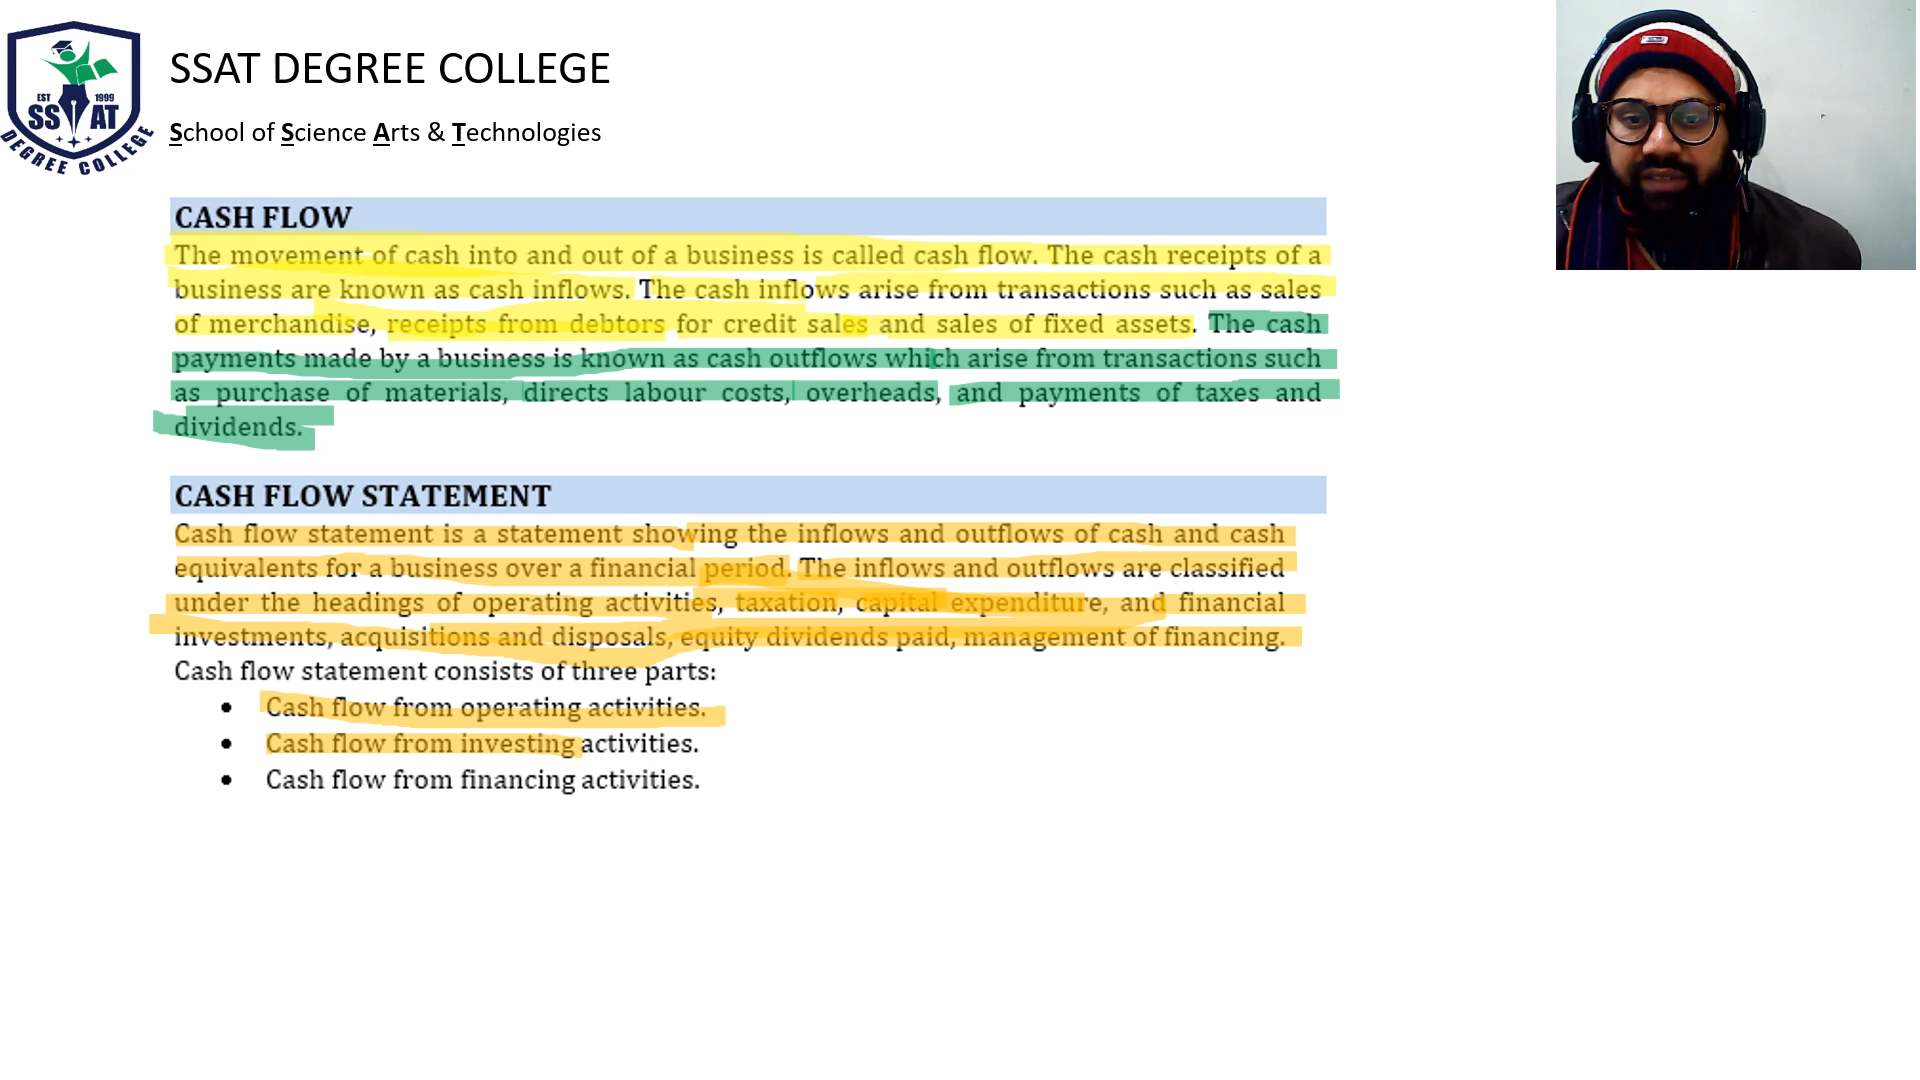 SSAT DEGREE COLLEGE
School of Science Arts & Technologies
EST 1999
SS AT
DEGREE COLLEGE
CASH FLOW
The movement of cash into and out of a business is called cash flow. The cash receipts of a
business are known as cash inflows. The cash inflows arise from transactions such as sales
of merchandise, receipts from debtors for credit sales and sales of fixed assets. The cash
payments made by a business is known as cash outflows which arise from transactions such
as purchase of materials, directs labour costs, overheads, and payments of taxes and
dividends.
CASH FLOW STATEMENT
Cash flow statement is a statement showing the inflows and outflows of cash and cash
equivalents for a business over a financial period. The inflows and outflows are classified
under the headings of operating activities, taxation, capital expenditure, and financial
investments, acquisitions and disposals, equity dividends paid, management of financing.
Cash flow statement consists of three parts:
• Cash flow from operating activities.
• Cash flow from investing activities.
• Cash flow from financing activities.